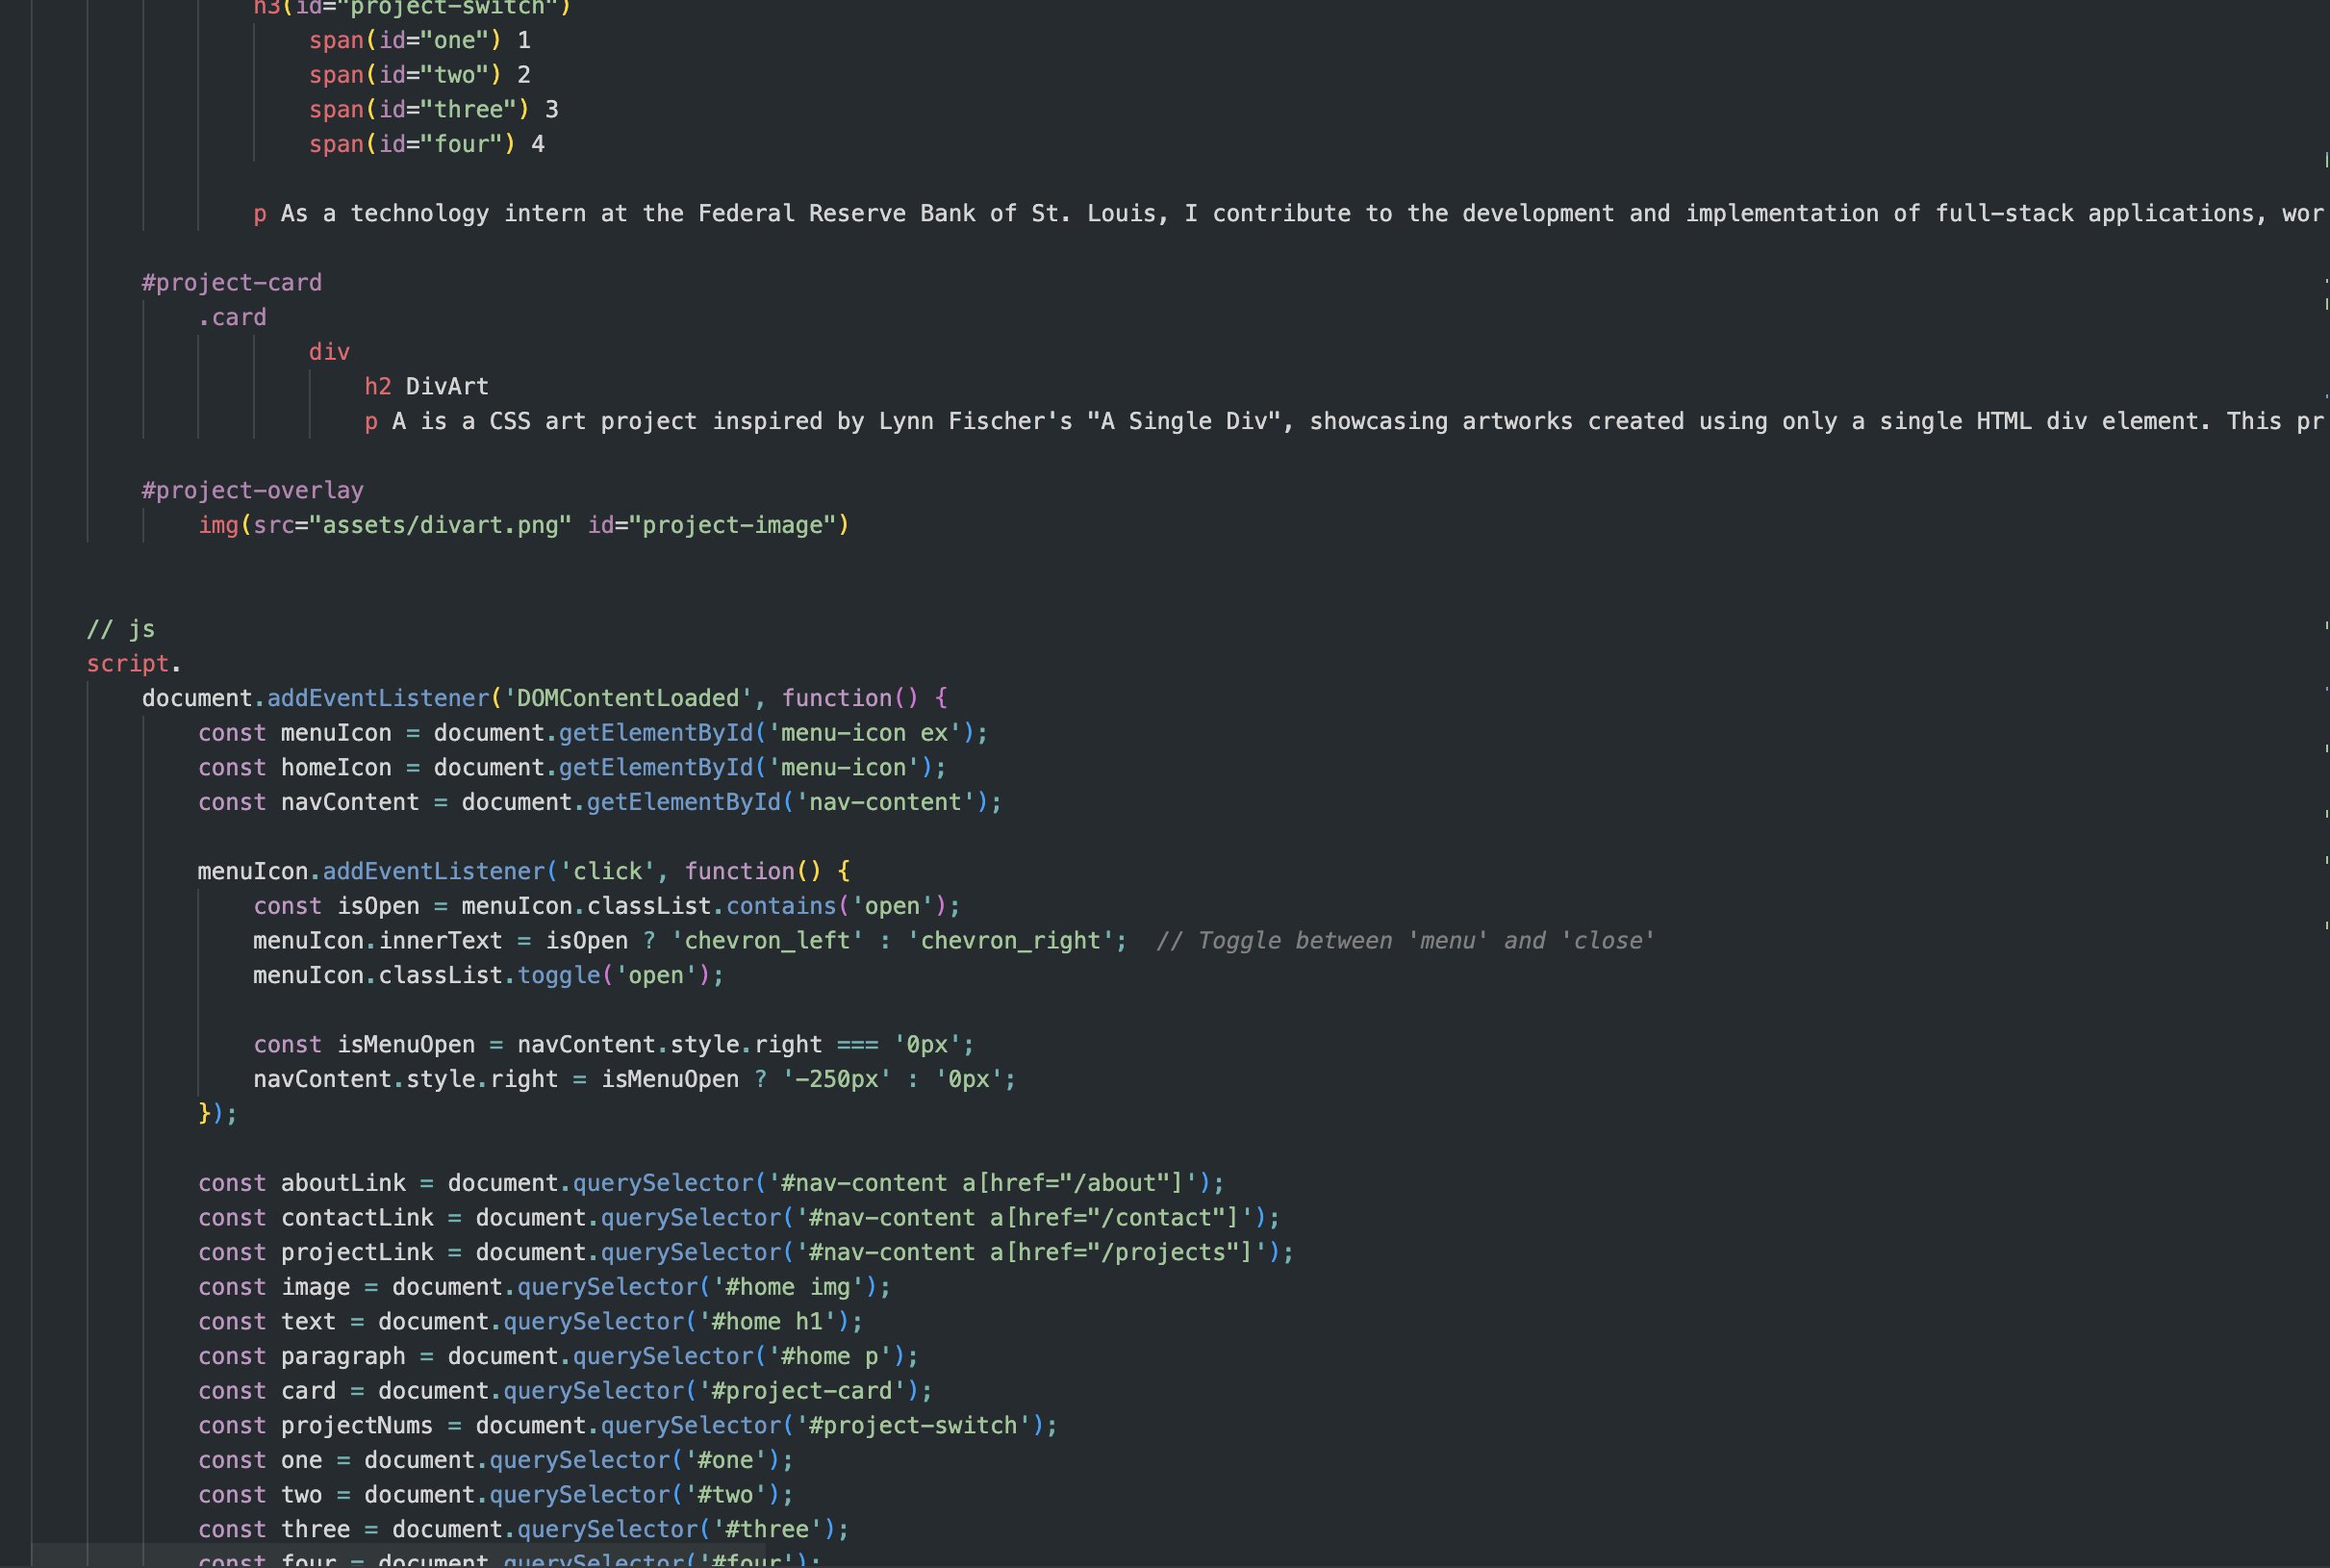 h3(id="project-switch")
span(id="one") 1
span(id="two") 2
span(id="three") 3
span(id="four") 4
p As a technology intern at the Federal Reserve Bank of St. Louis, I contribute to the development and implementation of full-stack applications, wor
#project-card
.card
div
h2 DivArt
p A is a CSS art project inspired by Lynn Fischer's "A Single Div", showcasing artworks created using only a single HTML div element. This pr
#project-overlay
img(src="assets/divart.png" id="project-image")
// js
script.
document.addEventListener('DOMContentLoaded', function() {
const menuIcon = document.getElementById('menu-icon ex');
const homeIcon = document.getElementById('menu-icon');
const navContent = document.getElementById('nav-content');
menuIcon.addEventListener('click', function() {
const isOpen = menuIcon.classList.contains('open');
menuIcon.innerText = isOpen ? 'chevron_left' : 'chevron_right';  // Toggle between 'menu' and 'close'
menuIcon.classList.toggle('open');
const isMenuOpen = navContent.style.right === '0px';
navContent.style.right = isMenuOpen ? '-250px' : '0px';
});
const aboutLink = document.querySelector('#nav-content a[href="/about"]');
const contactLink = document.querySelector('#nav-content a[href="/contact"]');
const projectLink = document.querySelector('#nav-content a[href="/projects"]');
const image = document.querySelector('#home img');
const text = document.querySelector('#home h1');
const paragraph = document.querySelector('#home p');
const card = document.querySelector('#project-card');
const projectNums = document.querySelector('#project-switch');
const one = document.querySelector('#one');
const two = document.querySelector('#two');
const three = document.querySelector('#three');
const four = document.querySelector('#four');